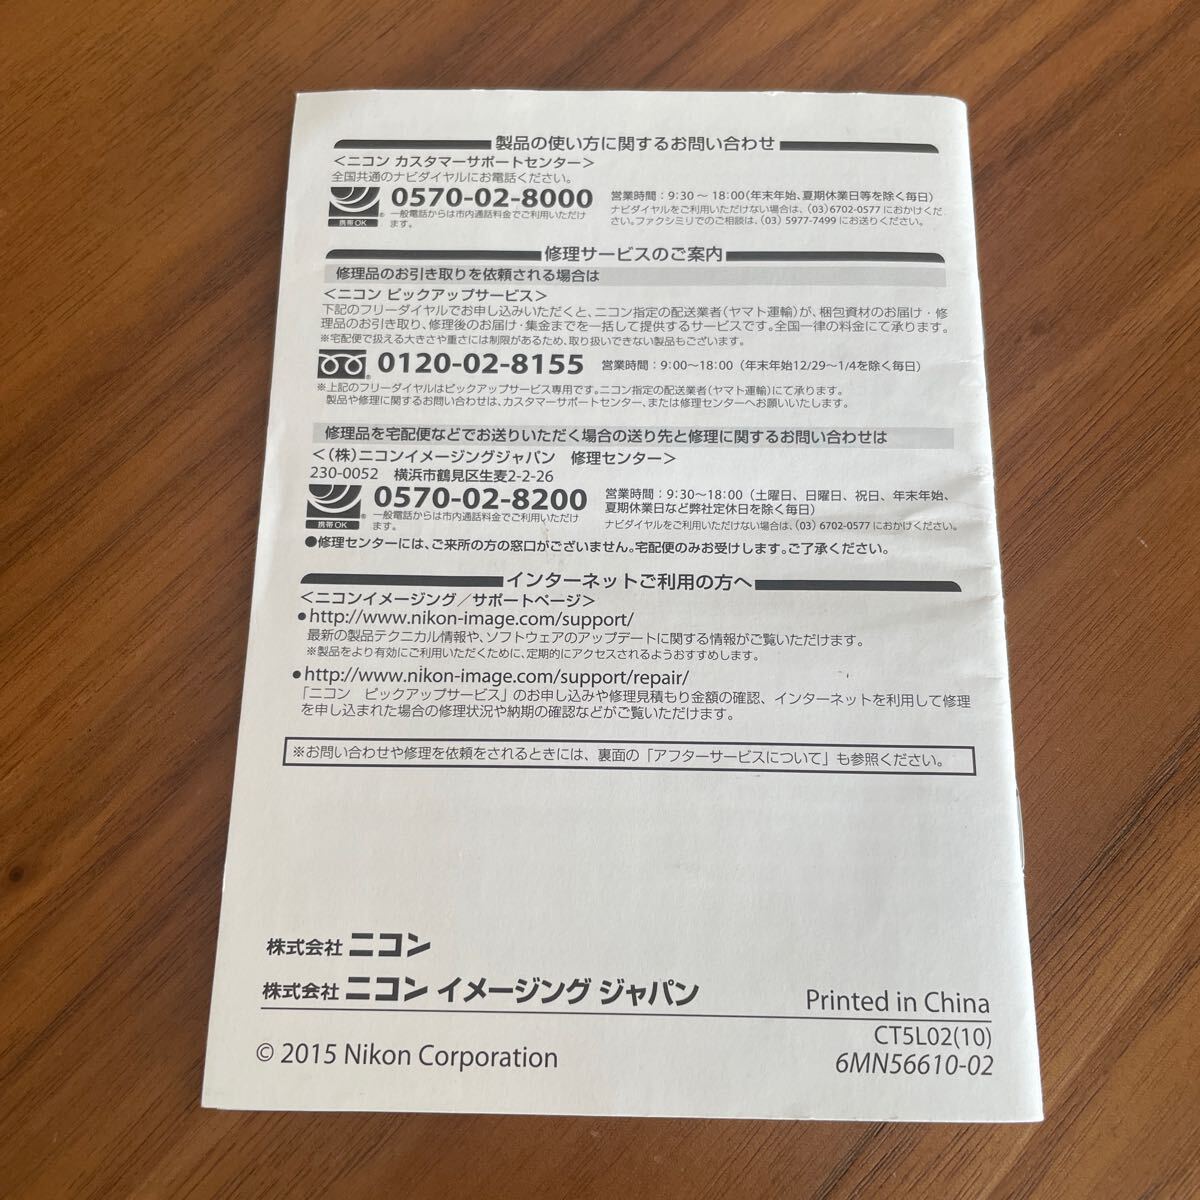 製品の使い方に関するお問い合わせ
＜ニコン カスタマーサポートセンター＞
全国共通のナビダイヤルにお電話ください。
携帯OK
0570-02-8000
一般電話からは市内通話料金でご利用いただけ
ます。
営業時間：9:30～18:00(年末年始、夏期休業日等を除く毎日)
ナビダイヤルをご利用いただけない場合は、(03)6702-0577におかけくだ
さい。ファクシミリでのご相談は、(03) 5977-7499にお送りください。
修理サービスのご案内
修理品のお引き取りを依頼される場合は
＜ニコン ピックアップサービス＞
下記のフリーダイヤルでお申し込みいただくと、ニコン指定の配送業者(ヤマト運輸)が、梱包資材のお届け・修
理品のお引き取り、修理後のお届け・集金までを一括して提供するサービスです。全国一律の料金にて承ります。
※宅配便で扱える大きさや重さには制限があるため、取り扱いできない製品もございます。
0120-02-8155
営業時間：9:00～18:00（年末年始12/29～1/4を除く毎日）
※上記のフリーダイヤルはピックアップサービス専用です。ニコン指定の配送業者(ヤマト運輸)にて承ります。
製品や修理に関するお問い合わせは、カスタマーサポートセンター、または修理センターへお願いいたします。
修理品を宅配便などでお送りいただく場合の送り先と修理に関するお問い合わせは
＜(株)ニコンイメージングジャパン　修理センター＞
230-0052　横浜市鶴見区生麦2-2-26
携帯OK
0570-02-8200
一般電話からは市内通話料金でご利用いただけ
ます。
営業時間：9:30～18:00（土曜日、日曜日、祝日、年末年始、
夏期休業日など弊社定休日を除く毎日)
ナビダイヤルをご利用いただけない場合は、(03) 6702-0577におかけください。
●修理センターには、ご来所の方の窓口がございません。宅配便のみお受けします。ご了承ください。
インターネットご利用の方へ
＜ニコンイメージング／サポートページ＞
●http://www.nikon-image.com/support/
最新の製品テクニカル情報や、ソフトウェアのアップデートに関する情報がご覧いただけます。
※製品をより有効にご利用いただくために、定期的にアクセスされるようおすすめします。
●http://www.nikon-image.com/support/repair/
「ニコン　ピックアップサービス」のお申し込みや修理見積もり金額の確認、インターネットを利用して修理
を申し込まれた場合の修理状況や納期の確認などがご覧いただけます。
※お問い合わせや修理を依頼をされるときには、裏面の「アフターサービスについて」も参照ください。
株式会社 ニコン
株式会社 ニコン イメージング ジャパン
Printed in China
CT5L02(10)
© 2015 Nikon Corporation
6MN56610-02